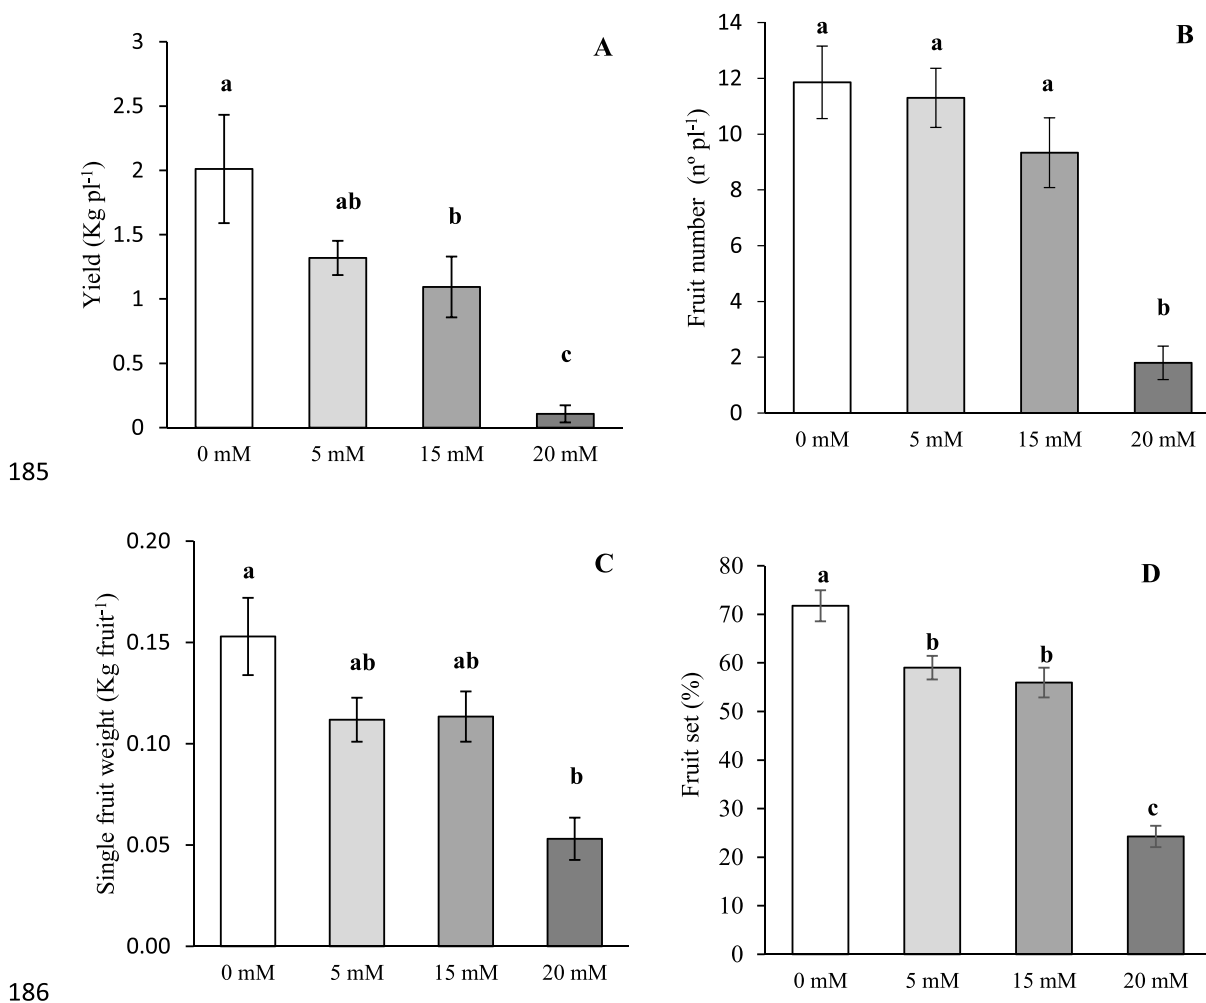 3
2.5
2
1.5
1
0.5
0
Yield (Kg pl-1)
A
a
ab
b
c
0 mM 5 mM 15 mM 20 mM
14
12
10
8
6
4
2
0
Fruit number (nº pl-1)
B
a
a
a
b
0 mM 5 mM 15 mM 20 mM
185
0.20
0.15
0.10
0.05
0.00
Single fruit weight (Kg fruit-1)
C
a
ab
ab
b
0 mM 5 mM 15 mM 20 mM
80
70
60
50
40
30
20
10
0
Fruit set (%)
D
a
b
b
c
0 mM 5 mM 15 mM 20 mM
186